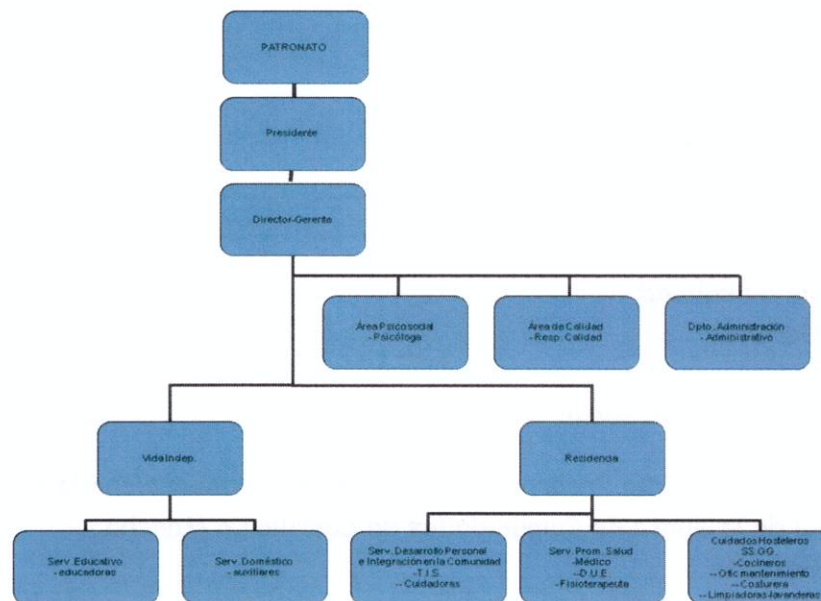 PATRONATO
Presidente
Director-Gerente
Área Psicosocial
- Psicóloga
Área de Calidad
- Resp. Calidad
Dpto. Administración
- Administrativo
Vida Indep.
Residencia
Serv. Educativo
- educadoras
Serv. Doméstico
- auxiliares
Serv. Desarrollo Personal
e Integración en la Comunidad
-T.I.S.
-- Cuidadoras
Serv. Prom. Salud
-Médico
--D.U.E.
-Fisioterapeuta
Cuidados Hosteleros
SS.GG.
-Cocineros
-- Ofic mantenimiento
-- Costurera
-- Limpiadoras-lavanderas